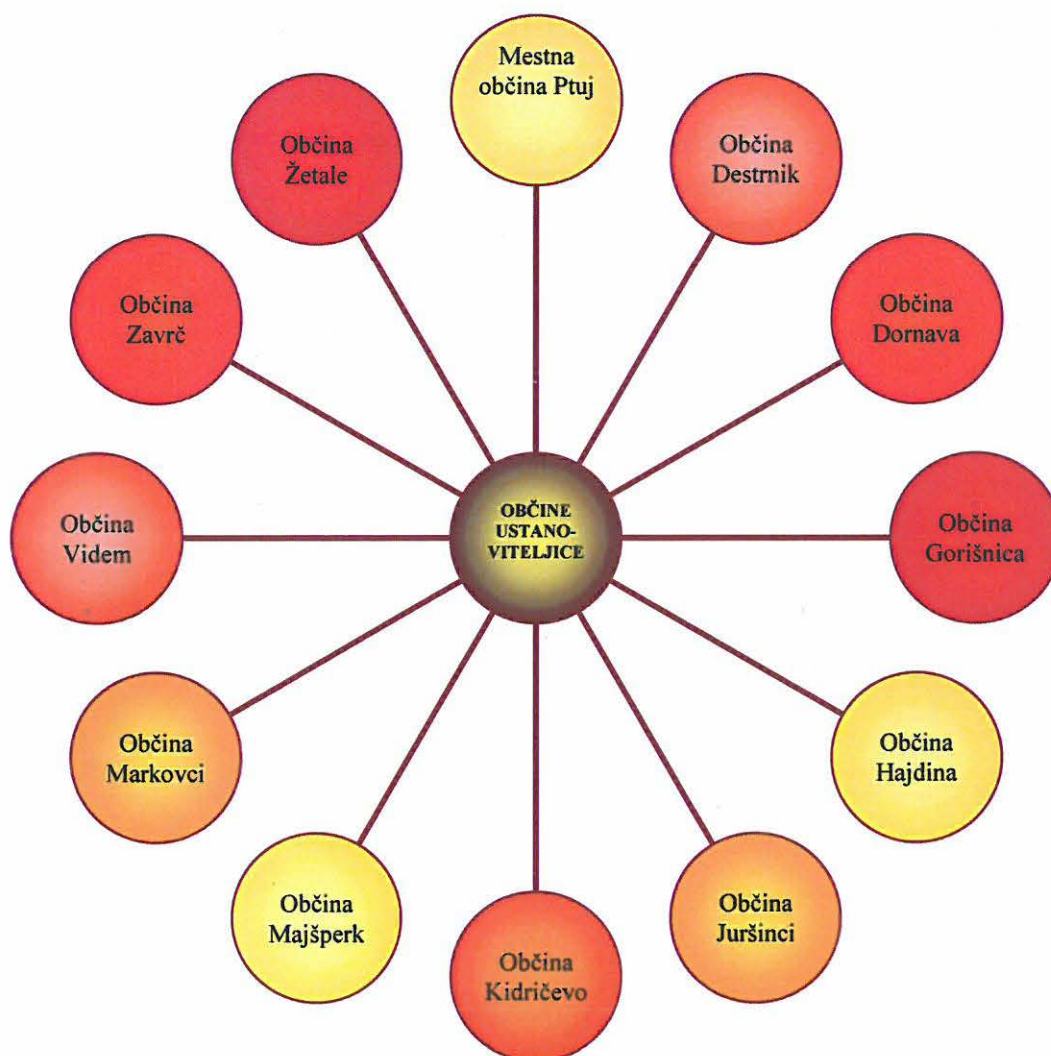 Mestna
občina Ptuj
Občina
Destrnik
Občina
Dornava
Občina
Gorišnica
Občina
Hajdina
Občina
Juršinci
Občina
Kidričevo
Občina
Majšperk
Občina
Markovci
Občina
Videm
Občina
Zavrč
Občina
Žetale
OBČINE
USTANO-
VITELJICE